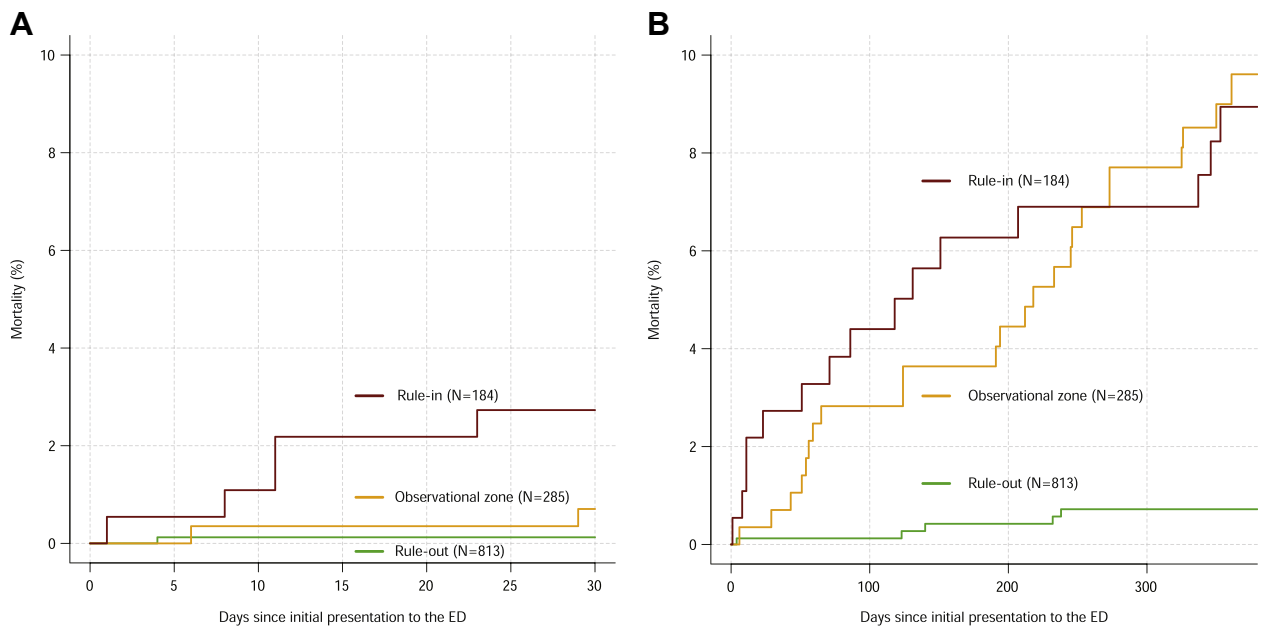 A
10
8
6
4
2
0
Mortality (%)
Rule-in (N=184)
Observational zone (N=285)
Rule-out (N=813)
0 5 10 15 20 25 30
Days since initial presentation to the ED
B
10
8
6
4
2
0
Mortality (%)
Rule-in (N=184)
Observational zone (N=285)
Rule-out (N=813)
0 100 200 300
Days since initial presentation to the ED